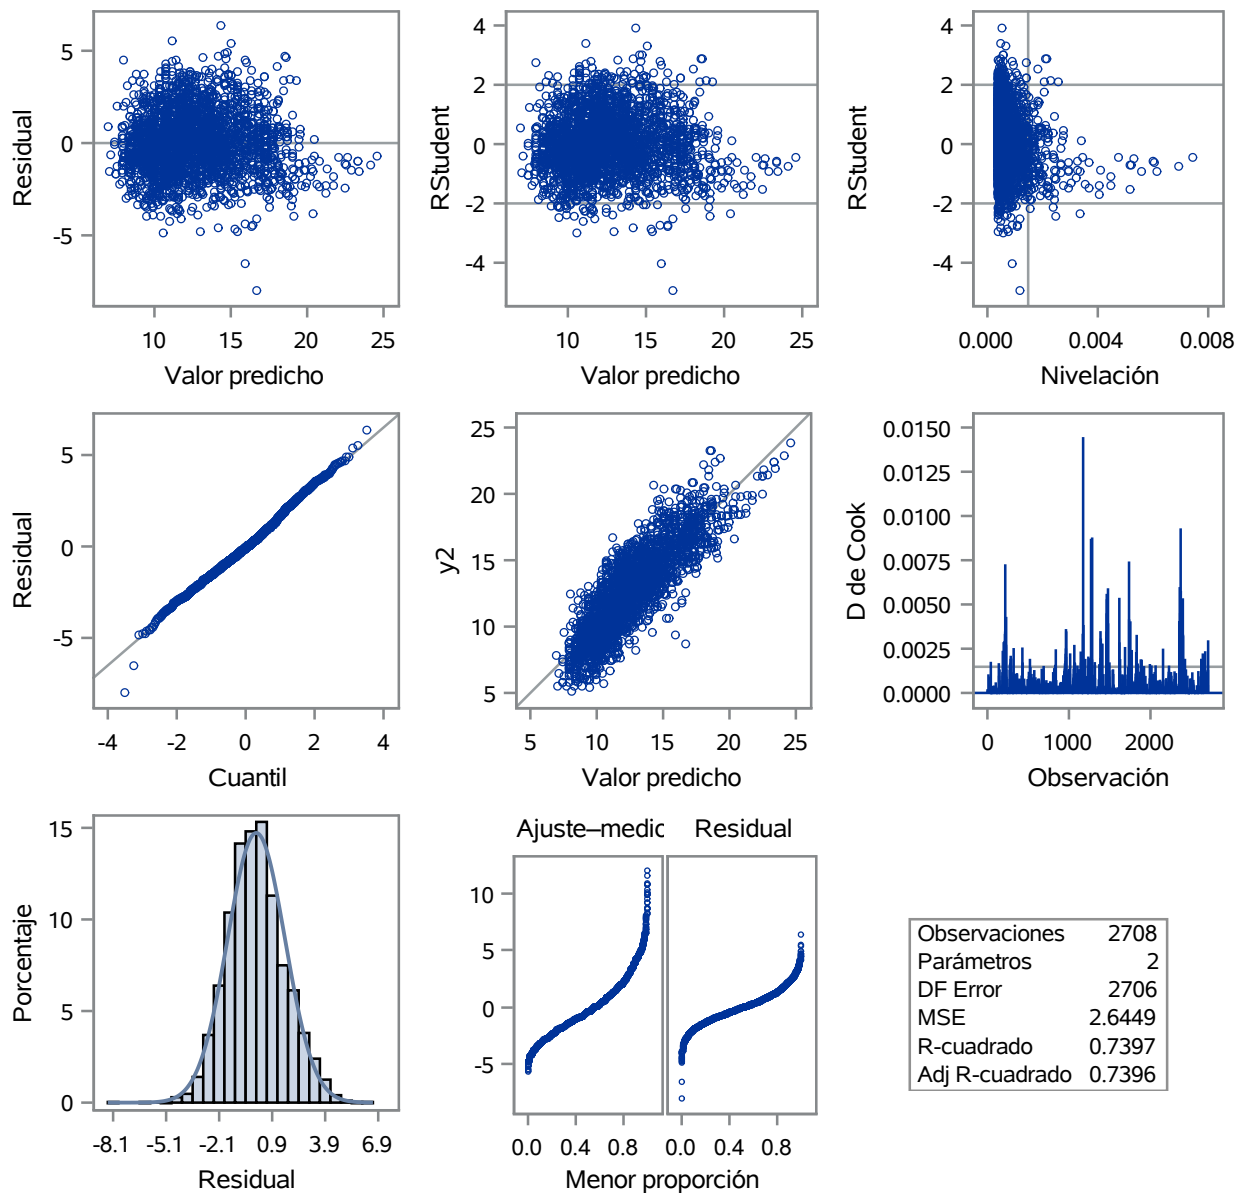 Residual
5
0
-5
10 15 20 25
Valor predicho
RStudent
4
2
0
-2
-4
10 15 20 25
Valor predicho
RStudent
4
2
0
-2
-4
0.000 0.004 0.008
Nivelación
Residual
5
0
-5
-4 -2 0 2 4
Cuantil
y2
25
20
15
10
5
5 10 15 20 25
Valor predicho
D de Cook
0.0150
0.0125
0.0100
0.0075
0.0050
0.0025
0.0000
0 1000 2000
Observación
Porcentaje
15
10
5
0
-8.1 -5.1 -2.1 0.9 3.9 6.9
Residual
Ajuste–medic Residual
10
5
0
-5
0.0 0.4 0.8 0.0 0.4 0.8
Menor proporción
Observaciones 2708
Parámetros 2
DF Error 2706
MSE 2.6449
R-cuadrado 0.7397
Adj R-cuadrado 0.7396